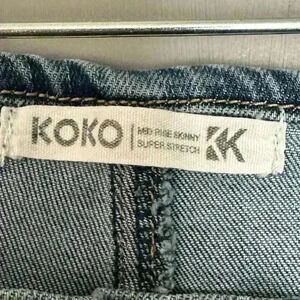 KOKO
MID RISE SKINNY
SUPER STRETCH
KK